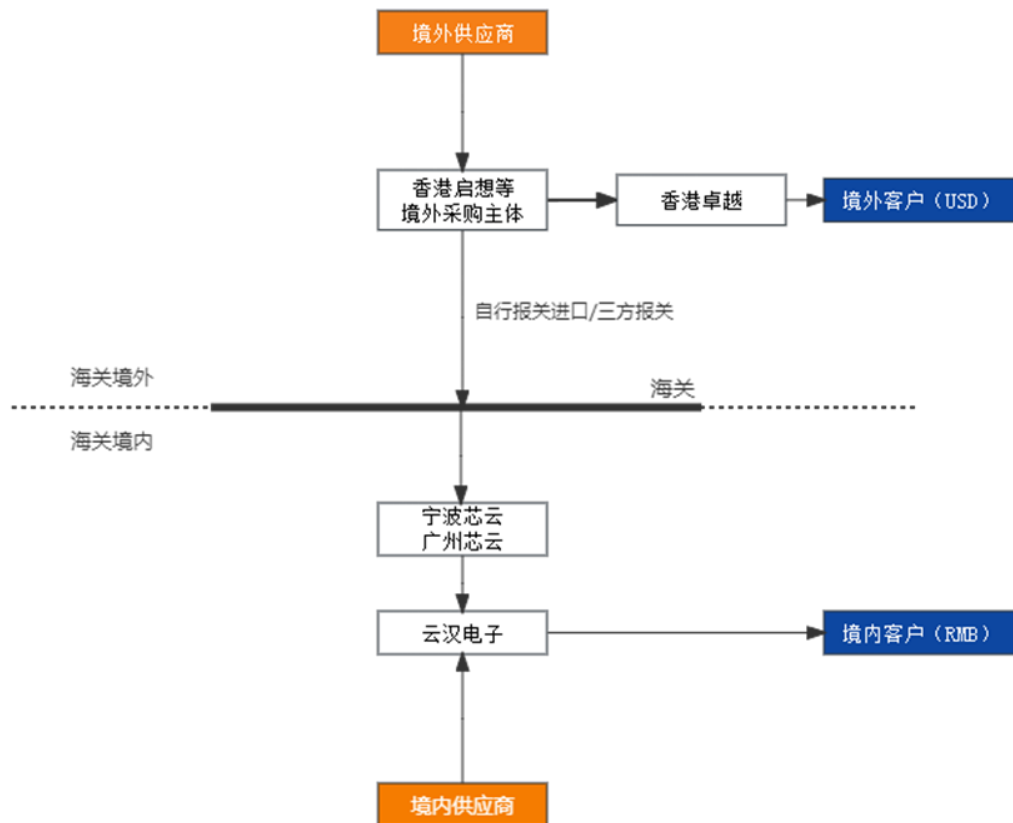 境外供应商
香港启想等
境外采购主体
香港卓越
境外客户（USD）
自行报关进口/三方报关
海关境外
海关
海关境内
宁波芯云
广州芯云
云汉电子
境内客户（RMB）
境内供应商